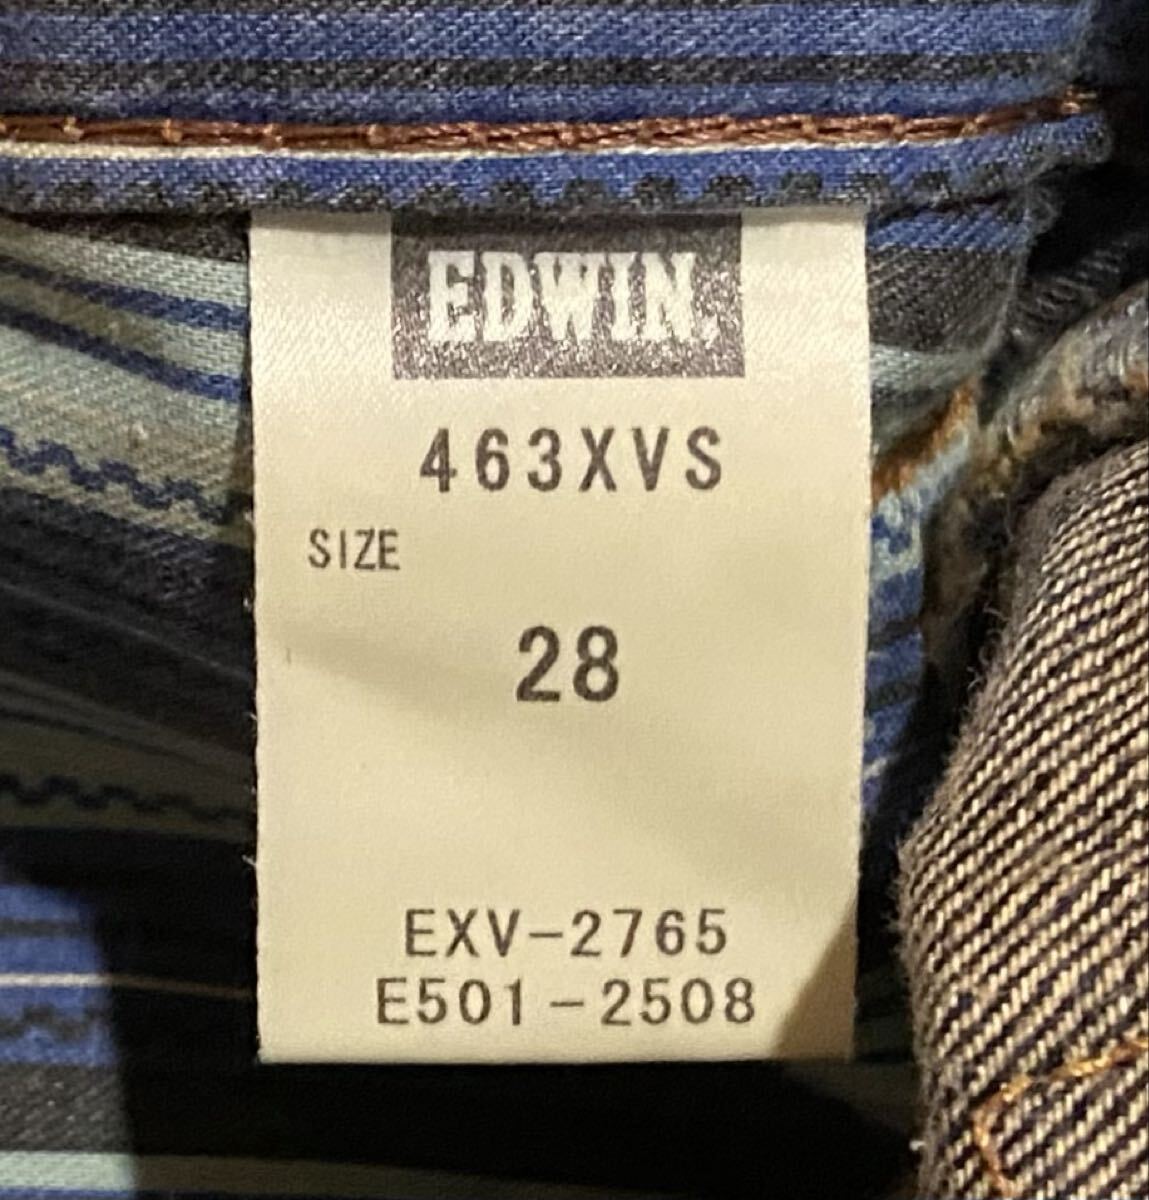 EDWIN.
463XVS
SIZE
28
EXV-2765
E501-2508